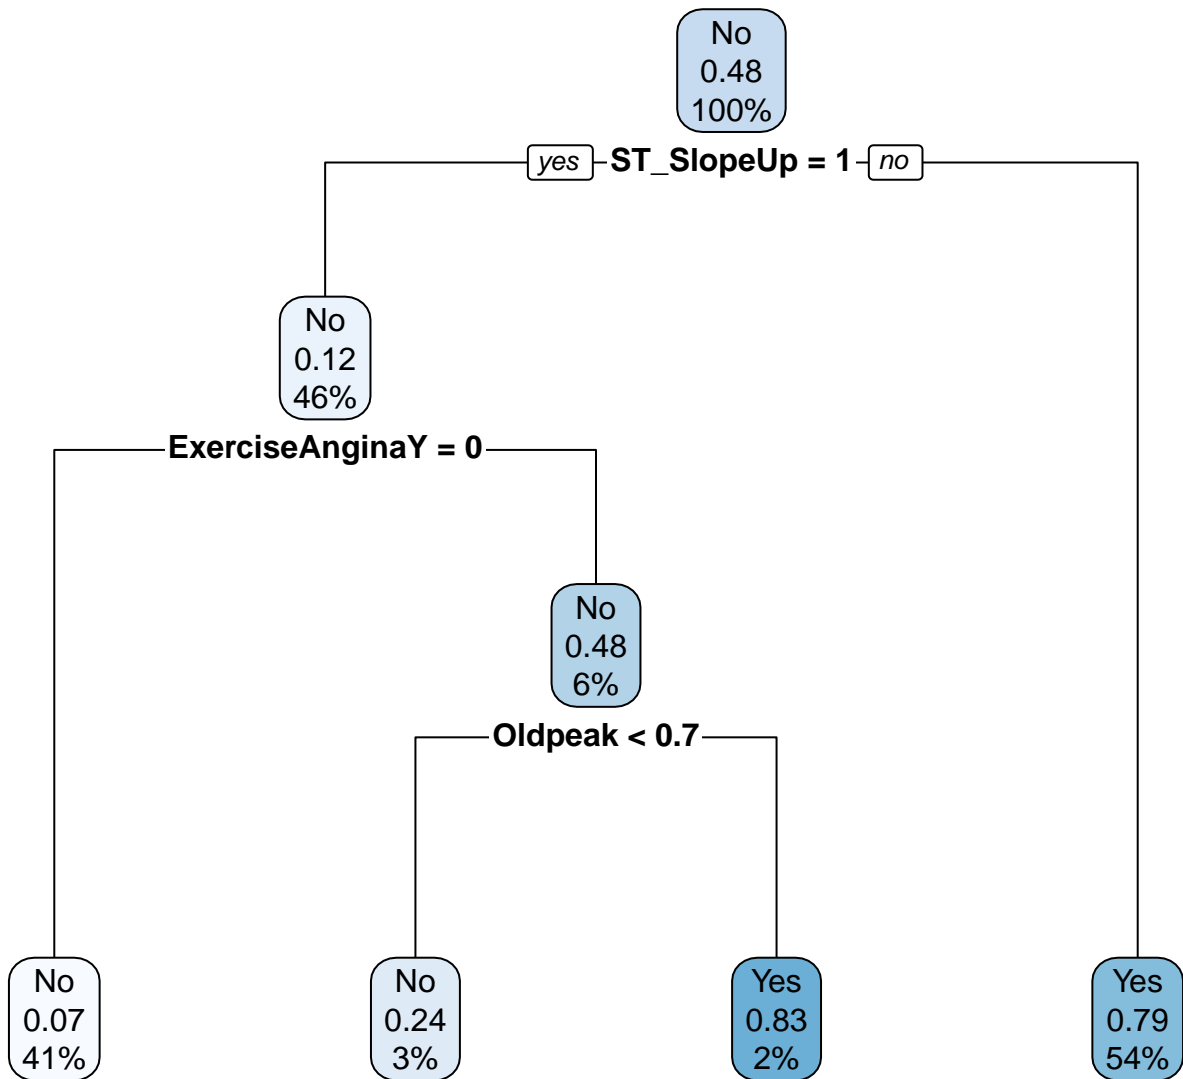 No
0.48
100%
yes ST_SlopeUp = 1 no
No
0.12
46%
ExerciseAnginaY = 0
No
0.48
6%
Oldpeak < 0.7
No
0.07
41%
No
0.24
3%
Yes
0.83
2%
Yes
0.79
54%